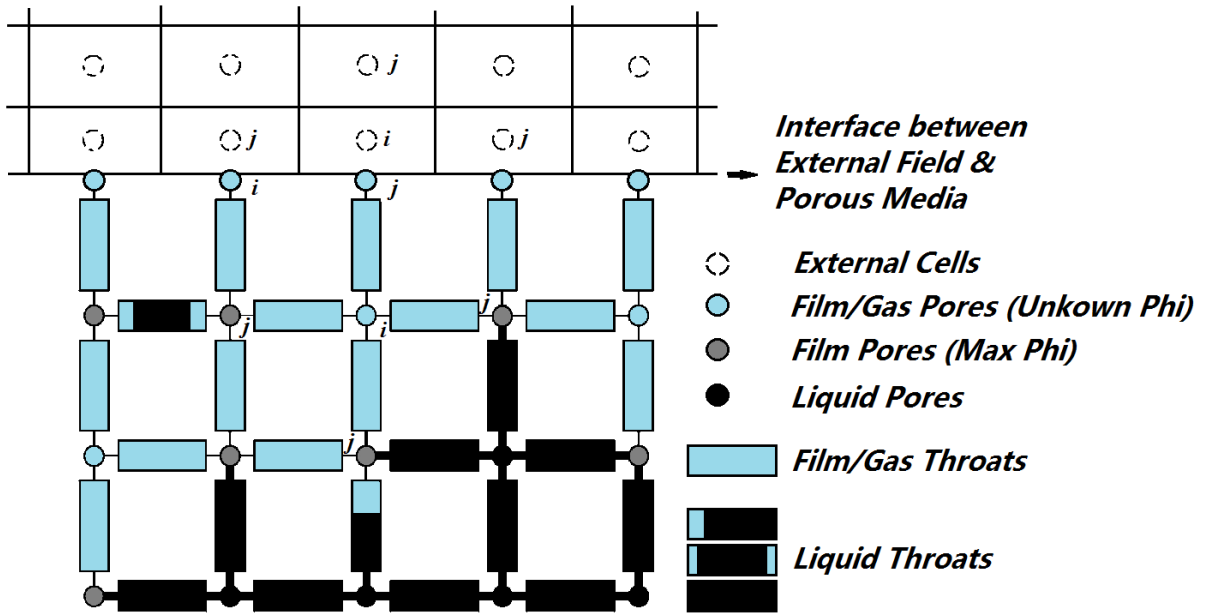 j
j i j
i j
Interface between
External Field &
Porous Media
External Cells
j j i
Film/Gas Pores (Unkown Phi)
Film Pores (Max Phi)
Liquid Pores
j
Film/Gas Throats
Liquid Throats